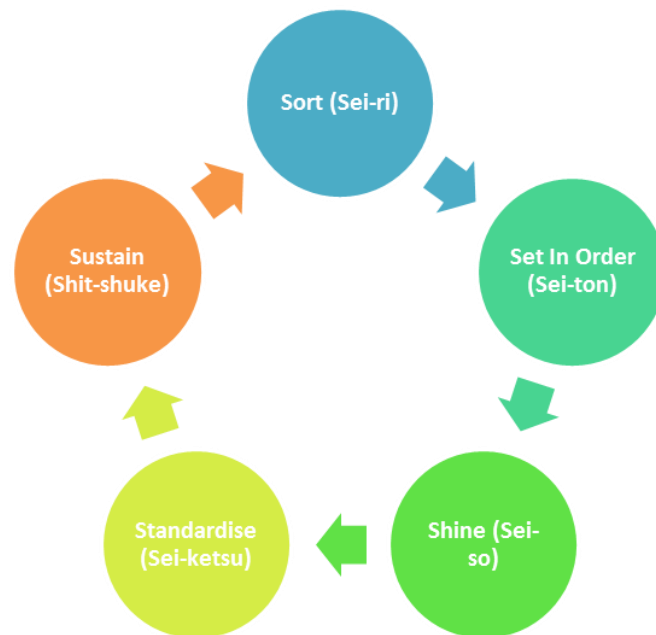 Sort (Sei-ri)
Set In Order
(Sei-ton)
Shine (Sei-
so)
Standardise
(Sei-ketsu)
Sustain
(Shit-shuke)